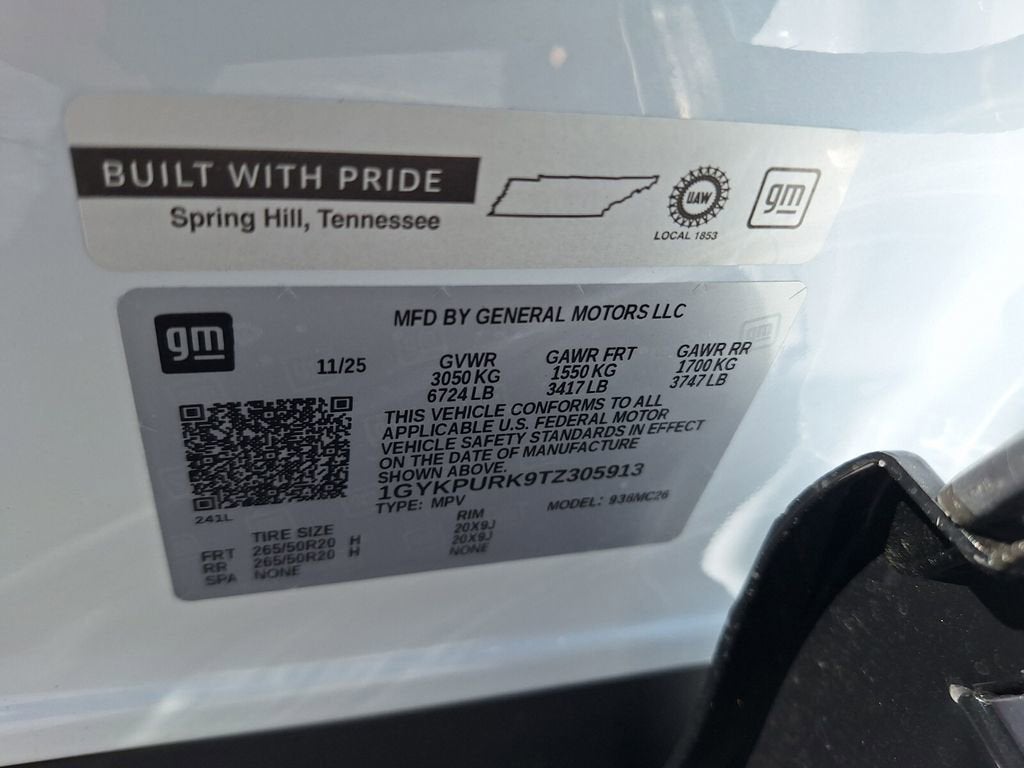 BUILT WITH PRIDE
Spring Hill, Tennessee
UAW
LOCAL 1853
gm
gm
MFD BY GENERAL MOTORS LLC
gm
11/25
GVWR
3050 KG
6724 LB
GAWR FRT
1550 KG
3417 LB
GAWR RR
1700 KG
3747 LB
THIS VEHICLE CONFORMS TO ALL
APPLICABLE U.S. FEDERAL MOTOR
VEHICLE SAFETY STANDARDS IN EFFECT
ON THE DATE OF MANUFACTURE
SHOWN ABOVE.
1GYKPURK9TZ305913
TYPE: MPV MODEL: 936MC26
241L
TIRE SIZE RIM
FRT 265/50R20 H 20X9J
RR 265/50R20 H 20X9J
SPA NONE NONE